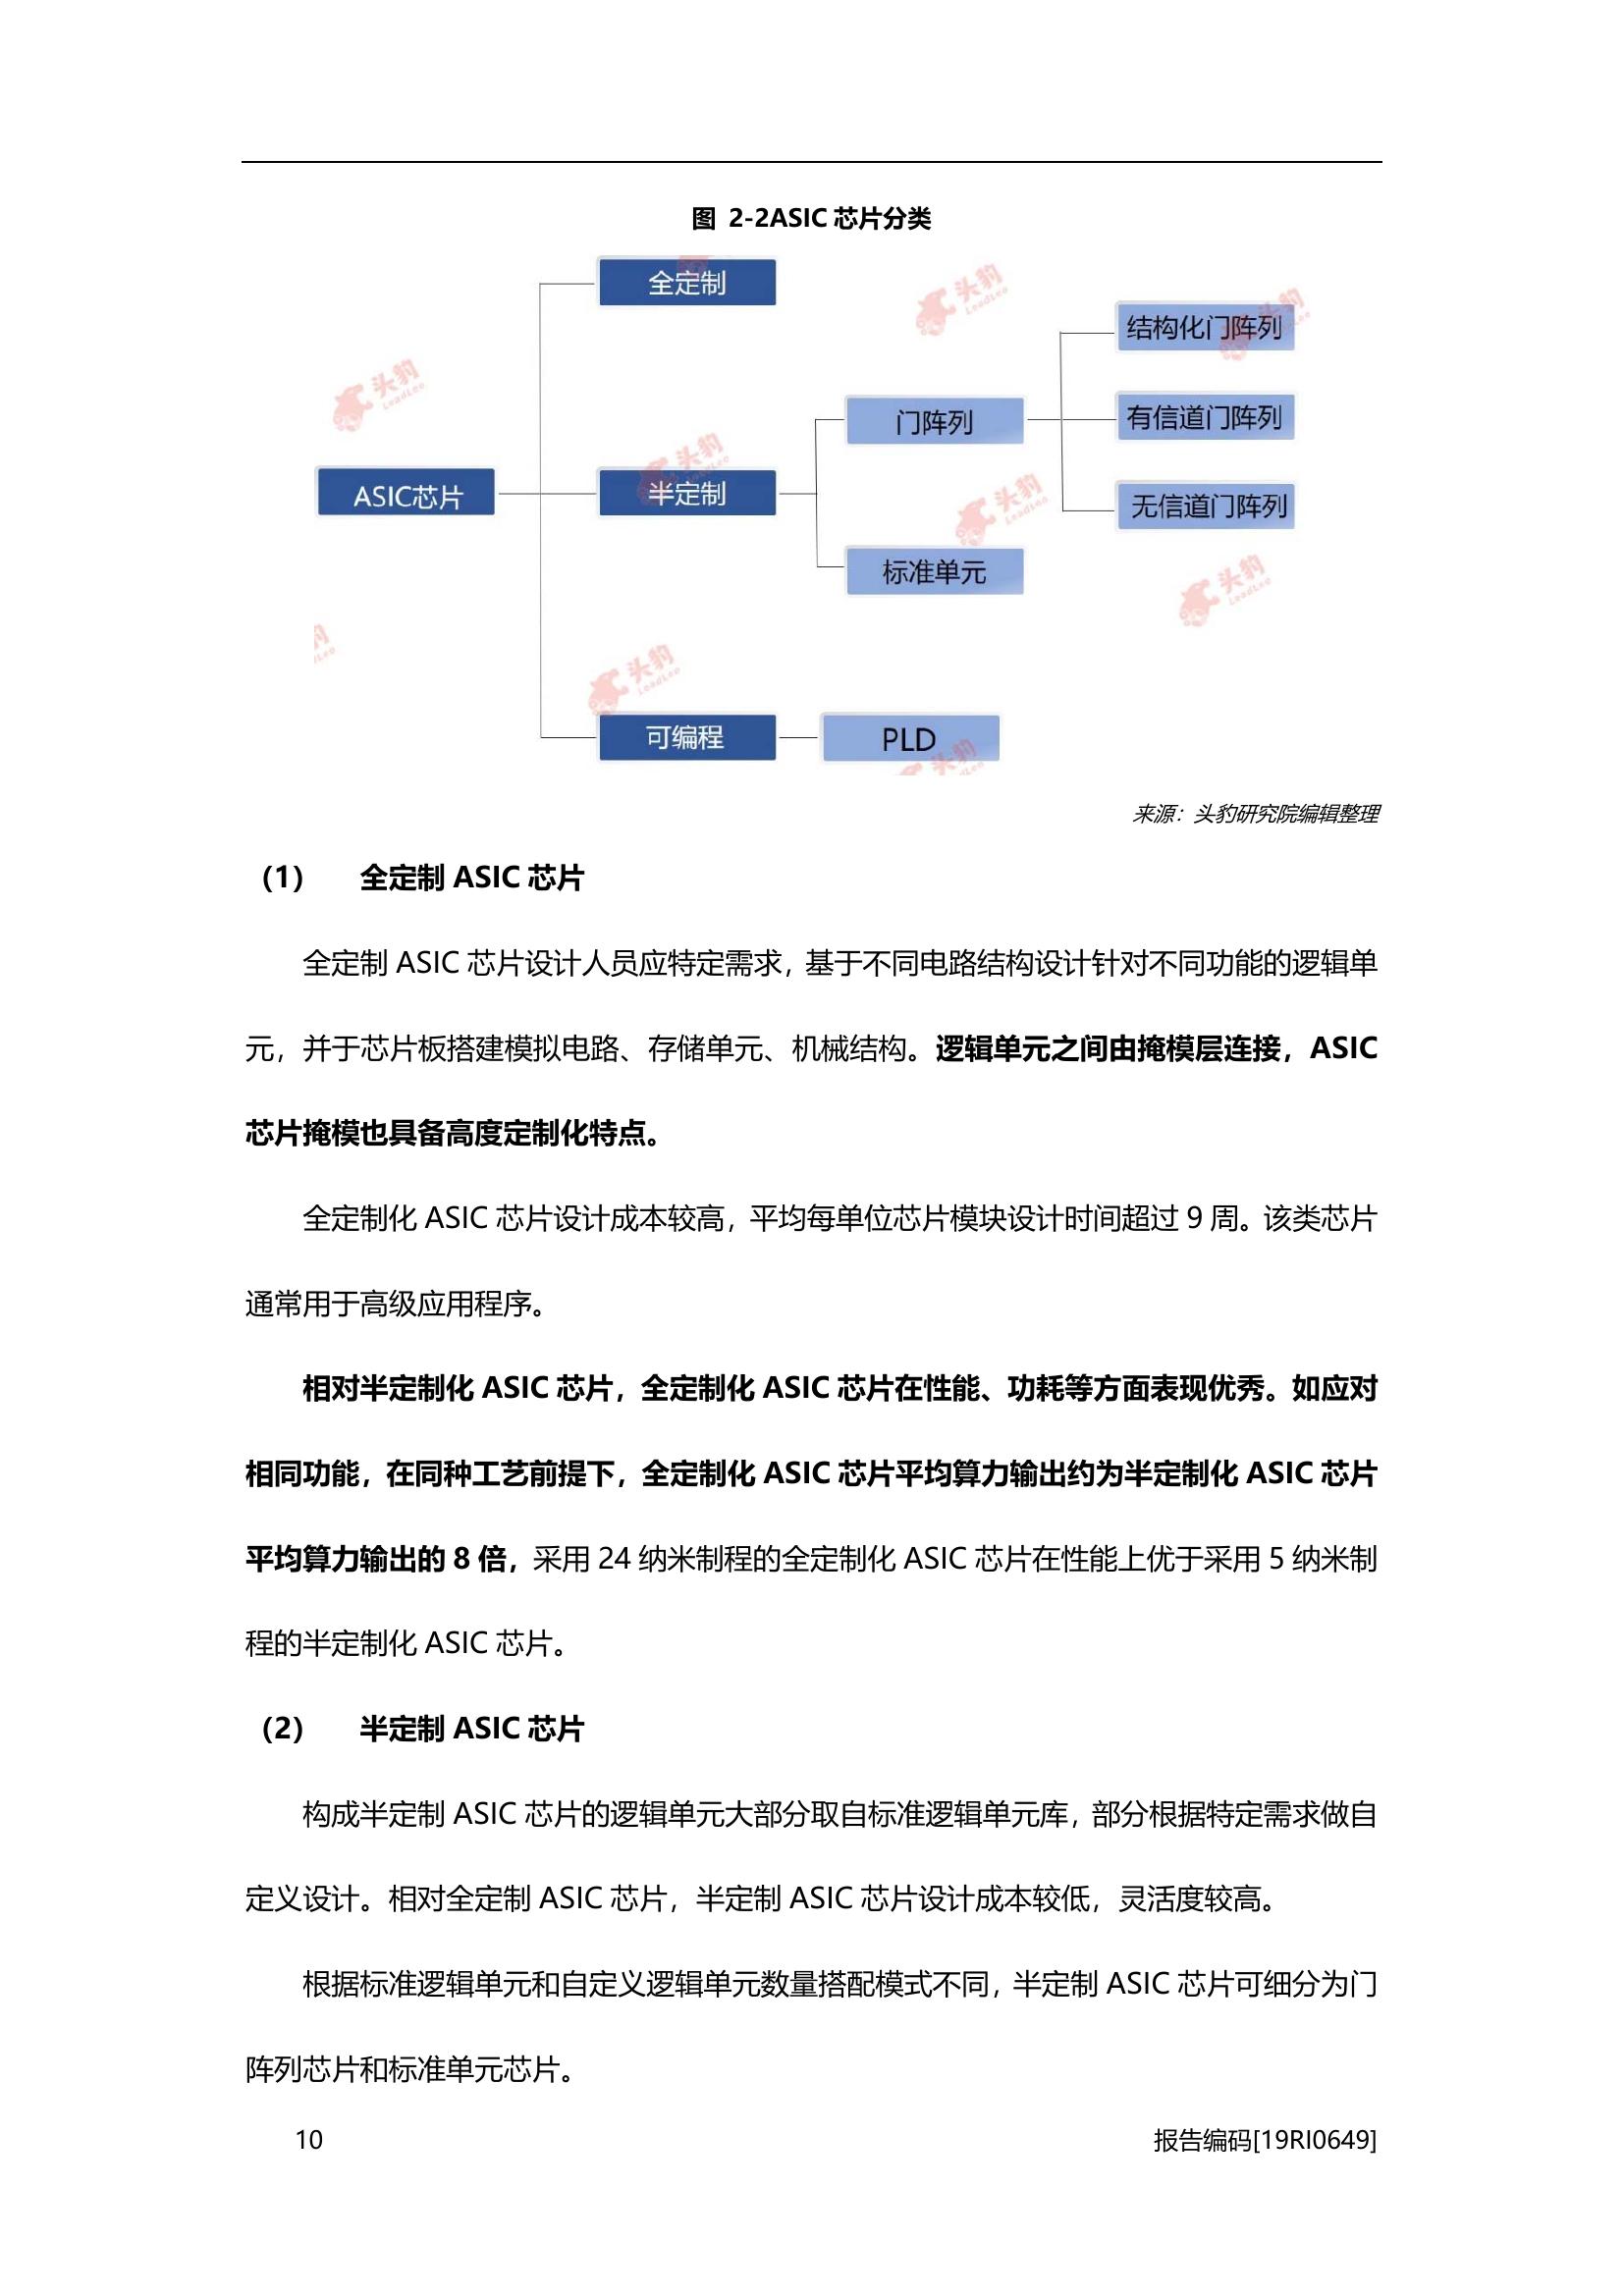 图 2-2ASIC 芯片分类
全定制
结构化门阵列
门阵列
有信道门阵列
ASIC芯片
半定制
无信道门阵列
标准单元
可编程
PLD
头豹
LeadLeo
来源：头豹研究院编辑整理
（1） 全定制 ASIC 芯片
全定制 ASIC 芯片设计人员应特定需求，基于不同电路结构设计针对不同功能的逻辑单
元，并于芯片板搭建模拟电路、存储单元、机械结构。逻辑单元之间由掩模层连接，ASIC
芯片掩模也具备高度定制化特点。
全定制化 ASIC 芯片设计成本较高，平均每单位芯片模块设计时间超过 9 周。该类芯片
通常用于高级应用程序。
相对半定制化 ASIC 芯片，全定制化 ASIC 芯片在性能、功耗等方面表现优秀。如应对
相同功能，在同种工艺前提下，全定制化 ASIC 芯片平均算力输出约为半定制化 ASIC 芯片
平均算力输出的 8 倍，采用 24 纳米制程的全定制化 ASIC 芯片在性能上优于采用 5 纳米制
程的半定制化 ASIC 芯片。
（2） 半定制 ASIC 芯片
构成半定制 ASIC 芯片的逻辑单元大部分取自标准逻辑单元库，部分根据特定需求做自
定义设计。相对全定制 ASIC 芯片，半定制 ASIC 芯片设计成本较低，灵活度较高。
根据标准逻辑单元和自定义逻辑单元数量搭配模式不同，半定制 ASIC 芯片可细分为门
阵列芯片和标准单元芯片。
10 报告编码[19RI0649]